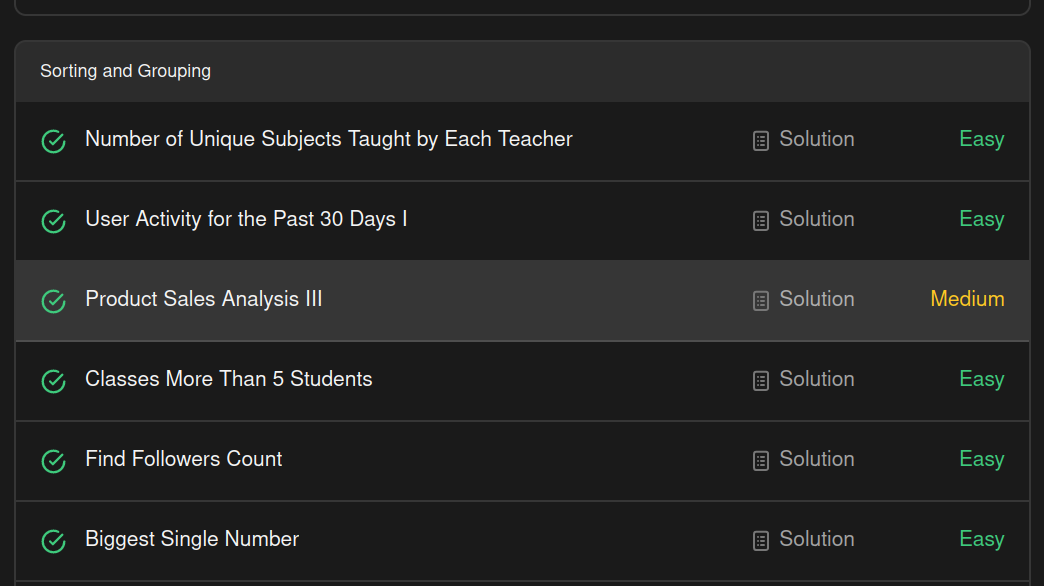 Sorting and Grouping
Number of Unique Subjects Taught by Each Teacher Solution Easy
User Activity for the Past 30 Days I Solution Easy
Product Sales Analysis III Solution Medium
Classes More Than 5 Students Solution Easy
Find Followers Count Solution Easy
Biggest Single Number Solution Easy